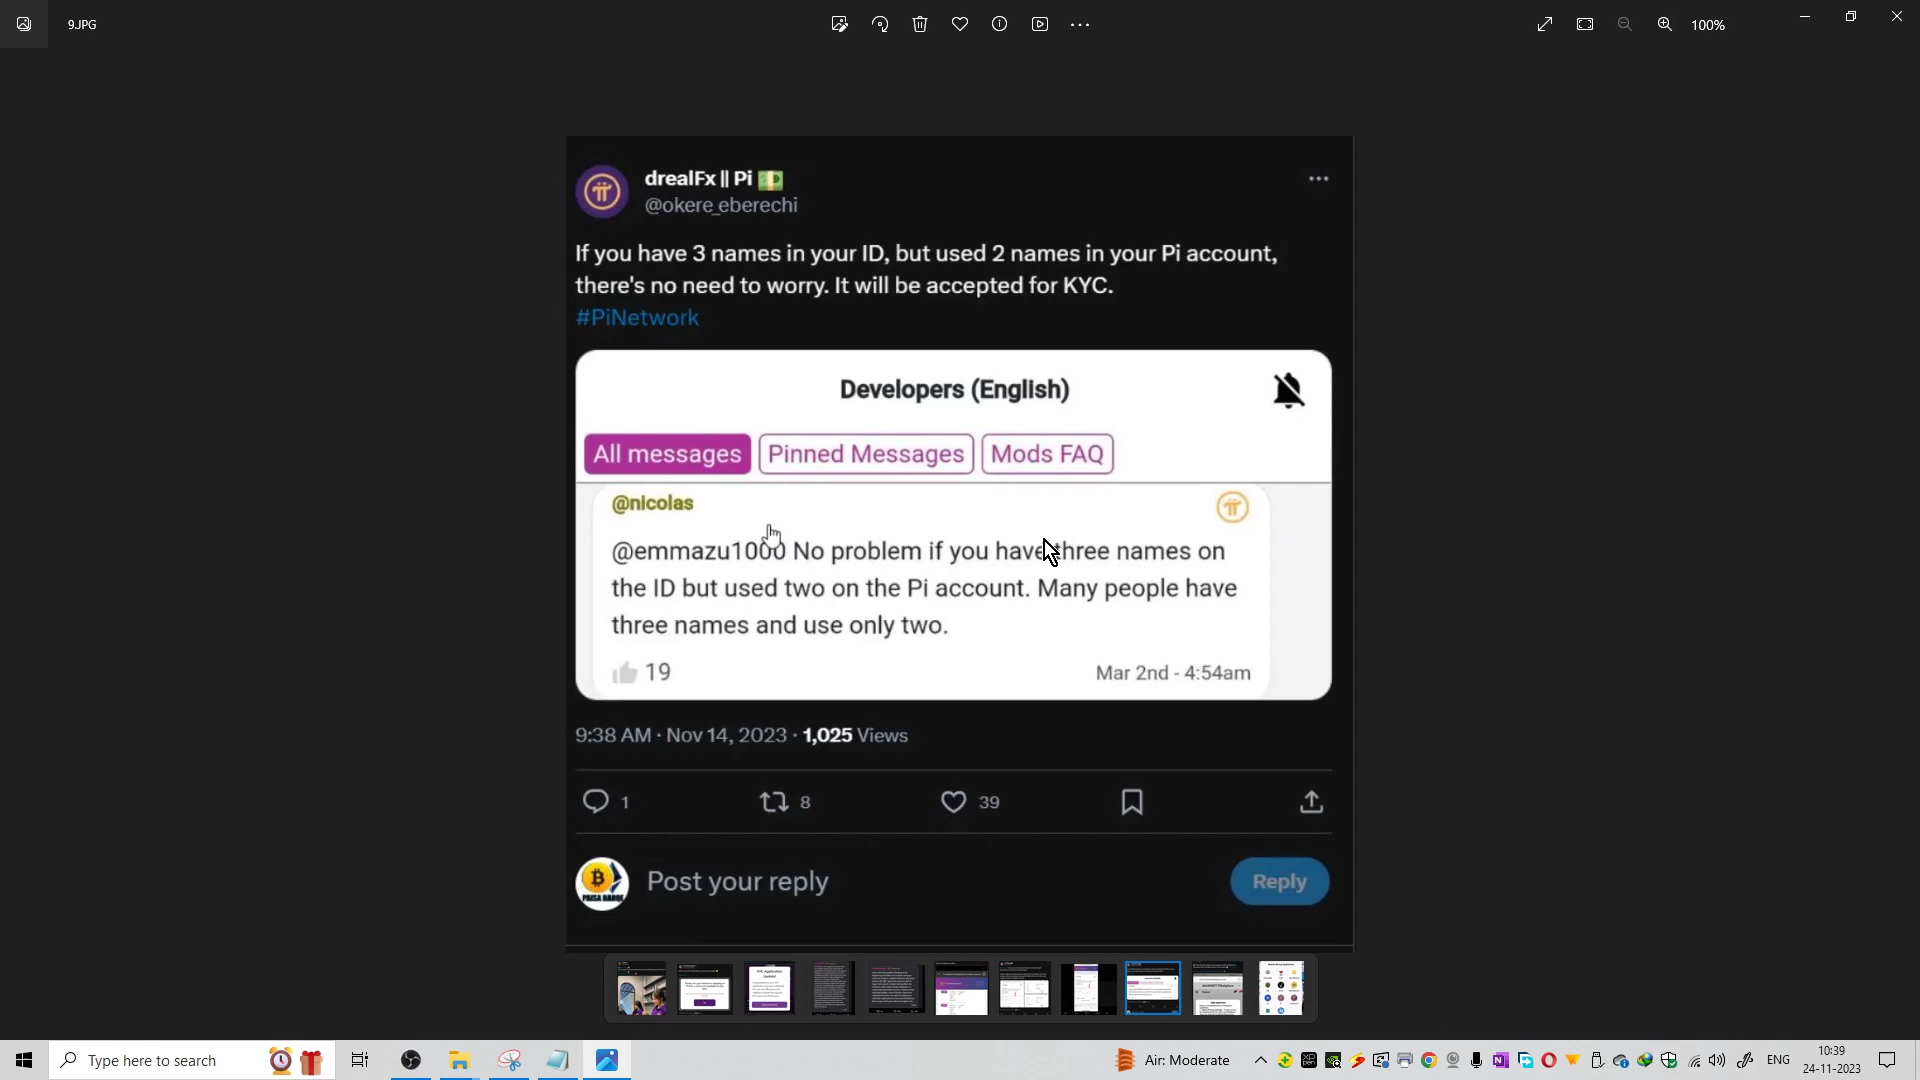 9.JPG
100%
drealFx || Pi
@okere_eberechi
If you have 3 names in your ID, but used 2 names in your Pi account,
there's no need to worry. It will be accepted for KYC.
#PiNetwork
Developers (English)
All messages
Pinned Messages
Mods FAQ
@nicolas
@emmazu1000 No problem if you have three names on
the ID but used two on the Pi account. Many people have
three names and use only two.
19
Mar 2nd - 4:54am
9:38 AM · Nov 14, 2023 · 1,025 Views
1
8
39
Post your reply
Reply
Type here to search
Air: Moderate
ENG
10:39
24-11-2023